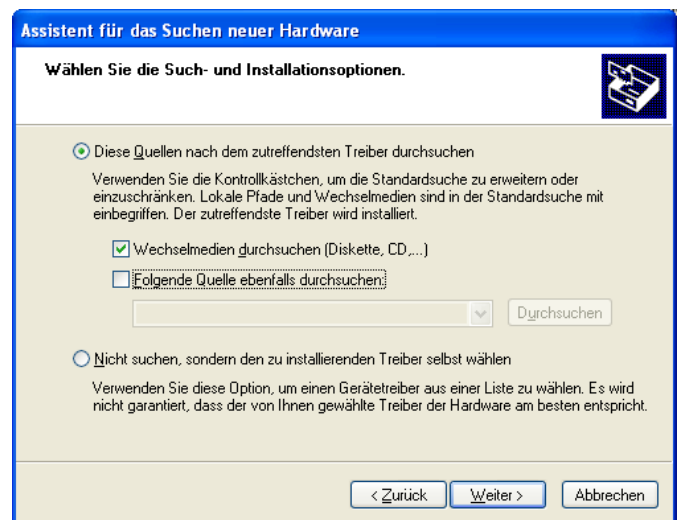 Assistent für das Suchen neuer Hardware
Wählen Sie die Such- und Installationsoptionen.
Diese Quellen nach dem zutreffendsten Treiber durchsuchen
Verwenden Sie die Kontrollkästchen, um die Standardsuche zu erweitern oder
einzuschränken. Lokale Pfade und Wechselmedien sind in der Standardsuche mit
einbegriffen. Der zutreffendste Treiber wird installiert.
Wechselmedien durchsuchen (Diskette, CD,...)
Folgende Quelle ebenfalls durchsuchen:
Durchsuchen
Nicht suchen, sondern den zu installierenden Treiber selbst wählen
Verwenden Sie diese Option, um einen Gerätetreiber aus einer Liste zu wählen. Es wird
nicht garantiert, dass der von Ihnen gewählte Treiber der Hardware am besten entspricht.
< Zurück Weiter > Abbrechen